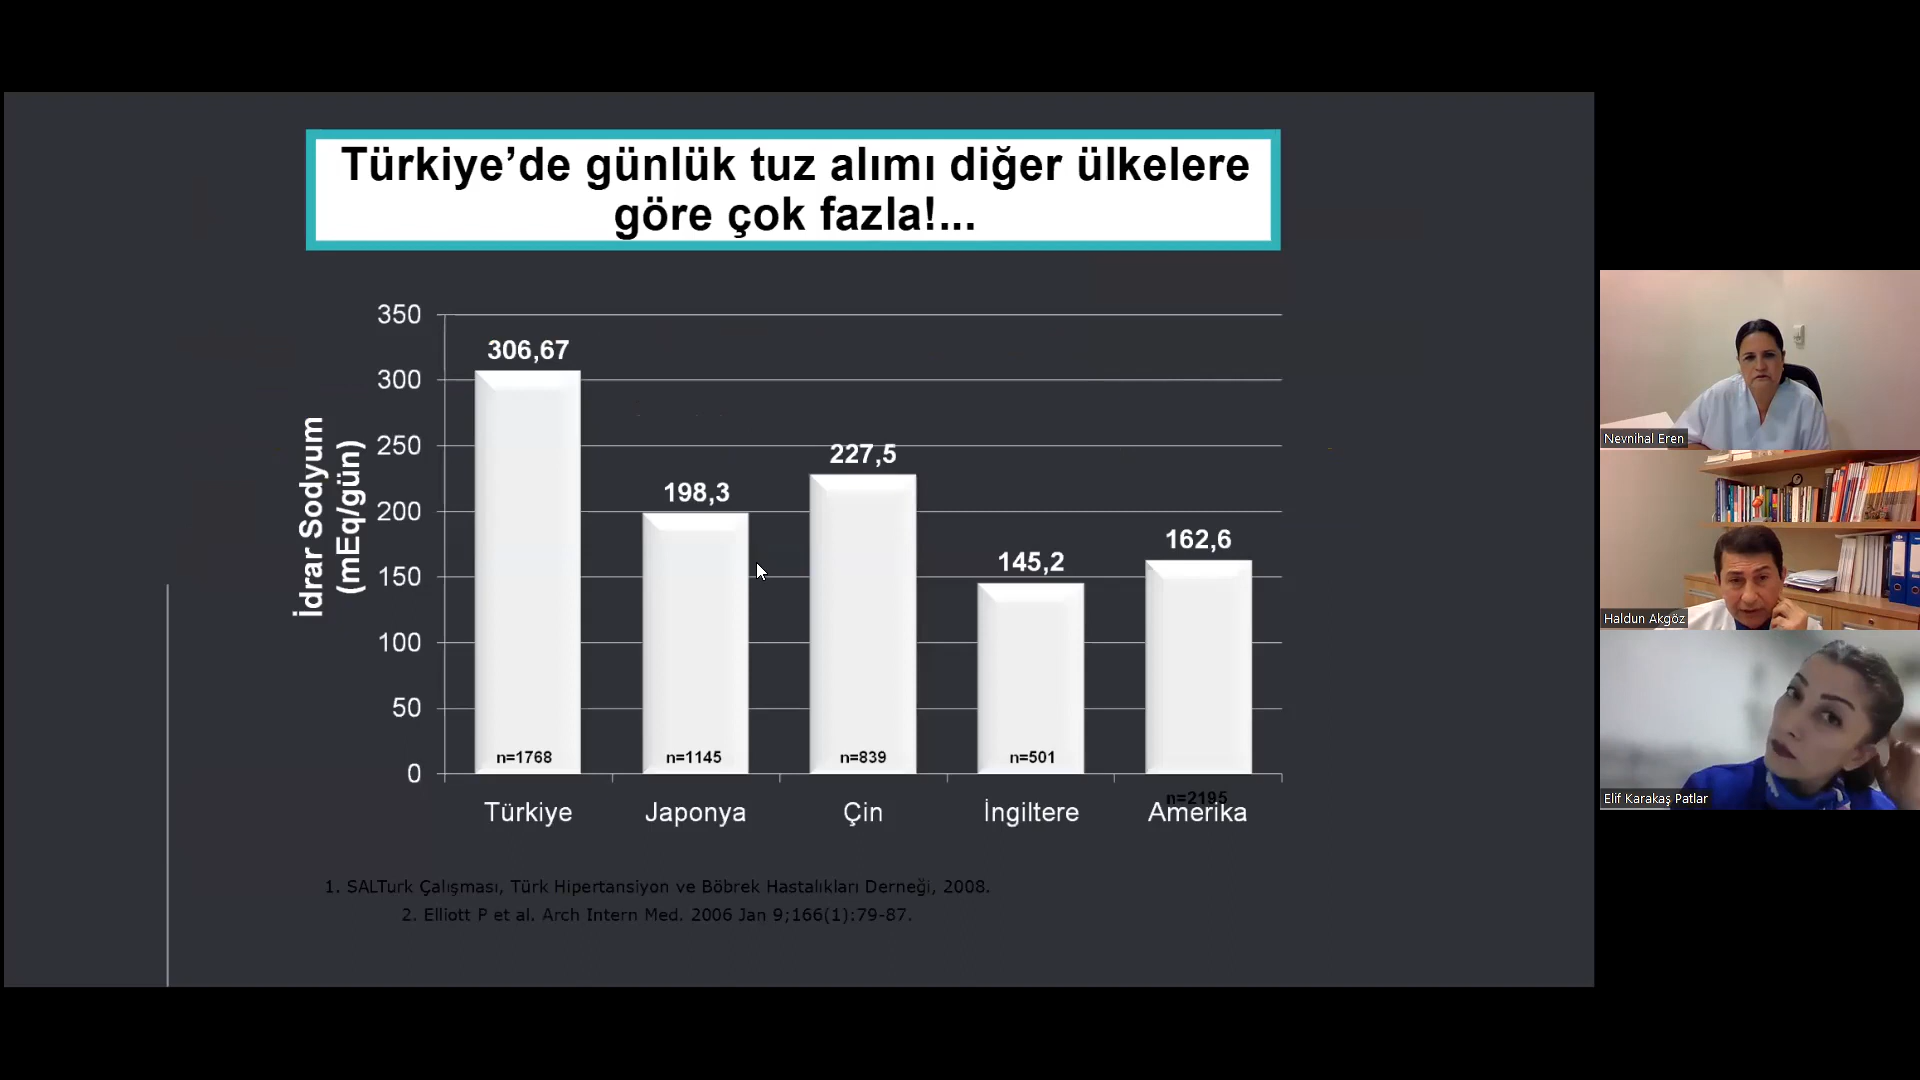 Türkiye’de günlük tuz alımı diğer ülkelere
göre çok fazla!...
İdrar Sodyum
(mEq/gün)
350
300
250
200
150
100
50
0
306,67
198,3
227,5
145,2
162,6
n=1768
n=1145
n=839
n=501
n=2195
Türkiye
Japonya
Çin
İngiltere
Amerika
1. SALTurk Çalışması, Türk Hipertansiyon ve Böbrek Hastalıkları Derneği, 2008.
2. Elliott P et al. Arch Intern Med. 2006 Jan 9;166(1):79-87.
Nevnihal Eren
Haldun Akgöz
Elif Karakaş Patlar